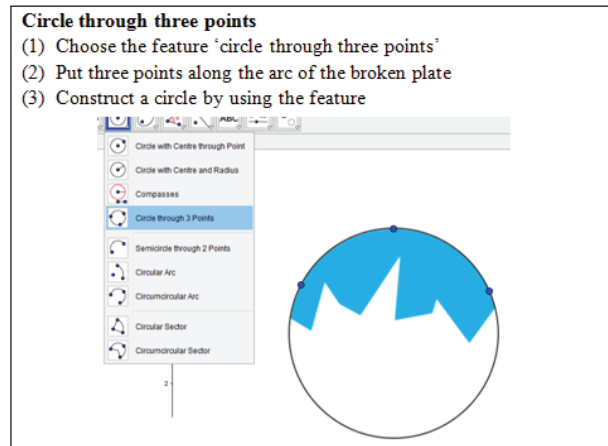 Circle through three points
(1) Choose the feature ‘circle through three points’
(2) Put three points along the arc of the broken plate
(3) Construct a circle by using the feature
ABC
Circle with Centre through Point
Circle with Centre and Radius
Compasses
Circle through 3 Points
Semicircle through 2 Points
Circular Arc
Circumcircular Arc
Circular Sector
Circumcircular Sector
2